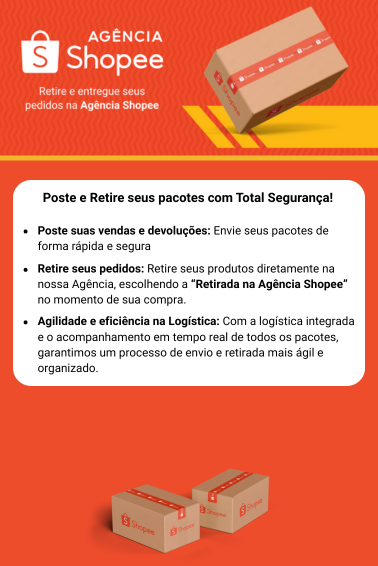 AGÊNCIA
Shopee
Retire e entregue seus
pedidos na Agência Shopee
Poste e Retire seus pacotes com Total Segurança!
• Poste suas vendas e devoluções: Envie seus pacotes de
forma rápida e segura
• Retire seus pedidos: Retire seus produtos diretamente na
nossa Agência, escolhendo a “Retirada na Agência Shopee”
no momento de sua compra.
• Agilidade e eficiência na Logística: Com a logística integrada
e o acompanhamento em tempo real de todos os pacotes,
garantimos um processo de envio e retirada mais ágil e
organizado.
Shopee
Shopee
Shopee